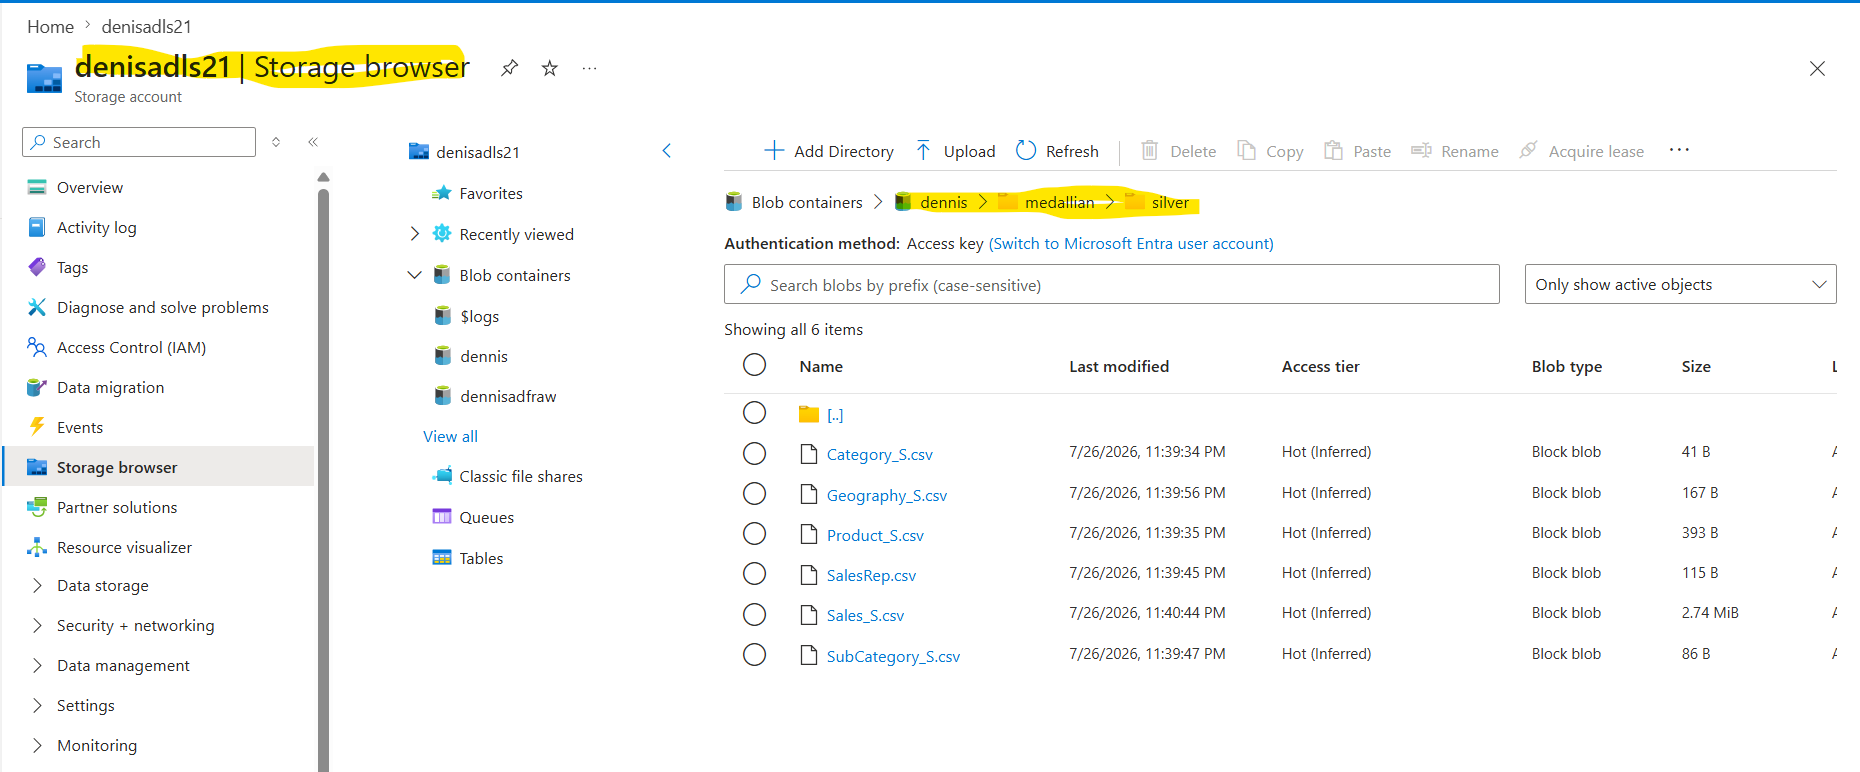 Home > denisadls21
denisadls21 | Storage browser ...
Storage account
Search
Overview
Activity log
Tags
Diagnose and solve problems
Access Control (IAM)
Data migration
Events
Storage browser
Partner solutions
Resource visualizer
Data storage
Security + networking
Data management
Settings
Monitoring
denisadls21
Favorites
Recently viewed
Blob containers
$logs
dennis
dennisadfraw
View all
Classic file shares
Queues
Tables
Add Directory Upload Refresh Delete Copy Paste Rename Acquire lease ...
Blob containers > dennis > medallian > silver
Authentication method: Access key (Switch to Microsoft Entra user account)
Search blobs by prefix (case-sensitive) Only show active objects
Showing all 6 items
Name Last modified Access tier Blob type Size
[..]
Category_S.csv 7/26/2026, 11:39:34 PM Hot (Inferred) Block blob 41 B
Geography_S.csv 7/26/2026, 11:39:56 PM Hot (Inferred) Block blob 167 B
Product_S.csv 7/26/2026, 11:39:35 PM Hot (Inferred) Block blob 393 B
SalesRep.csv 7/26/2026, 11:39:45 PM Hot (Inferred) Block blob 115 B
Sales_S.csv 7/26/2026, 11:40:44 PM Hot (Inferred) Block blob 2.74 MiB
SubCategory_S.csv 7/26/2026, 11:39:47 PM Hot (Inferred) Block blob 86 B